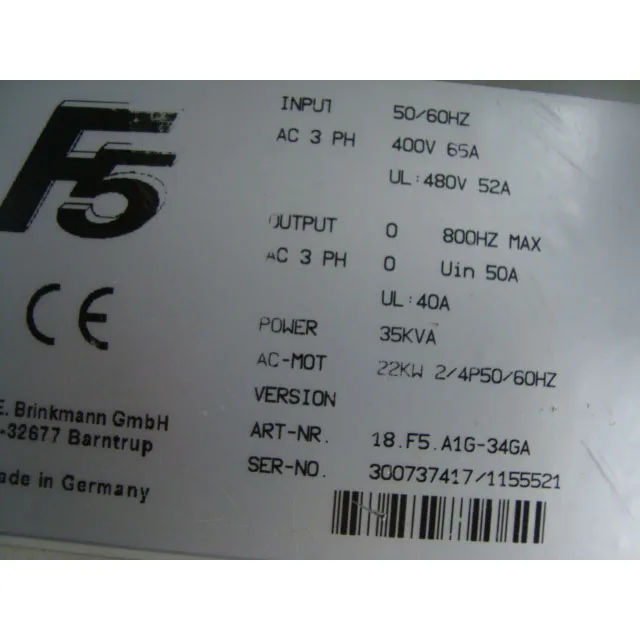 F5
INPUT 50/60HZ
AC 3 PH 400V 65A
UL:480V 52A
OUTPUT 0 800HZ MAX
AC 3 PH 0 Uin 50A
UL:40A
CE
POWER 35KVA
AC-MOT 22KW 2/4P50/60HZ
VERSION
E. Brinkmann GmbH
-32677 Barntrup
ART-NR. 18.F5.A1G-34GA
SER-NO. 300737417/1155521
ade in Germany